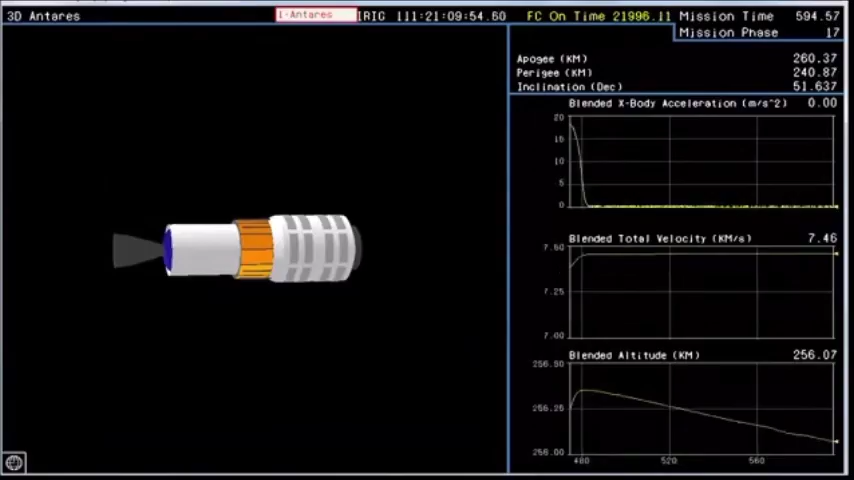 3D Antares
1-Antares
IRIG 111:21:09:54.60
FC On Time 21996.11
Mission Time 594.57
Mission Phase 17
Apogee (KM) 260.37
Perigee (KM) 240.87
Inclination (Dec) 51.637
Blended X-Body Acceleration (m/s^2) 0.00
20
15
10
5
0
Blended Total Velocity (KM/s) 7.46
7.50
7.25
7.00
Blended Altitude (KM) 256.07
256.50
256.25
256.00
480 520 560